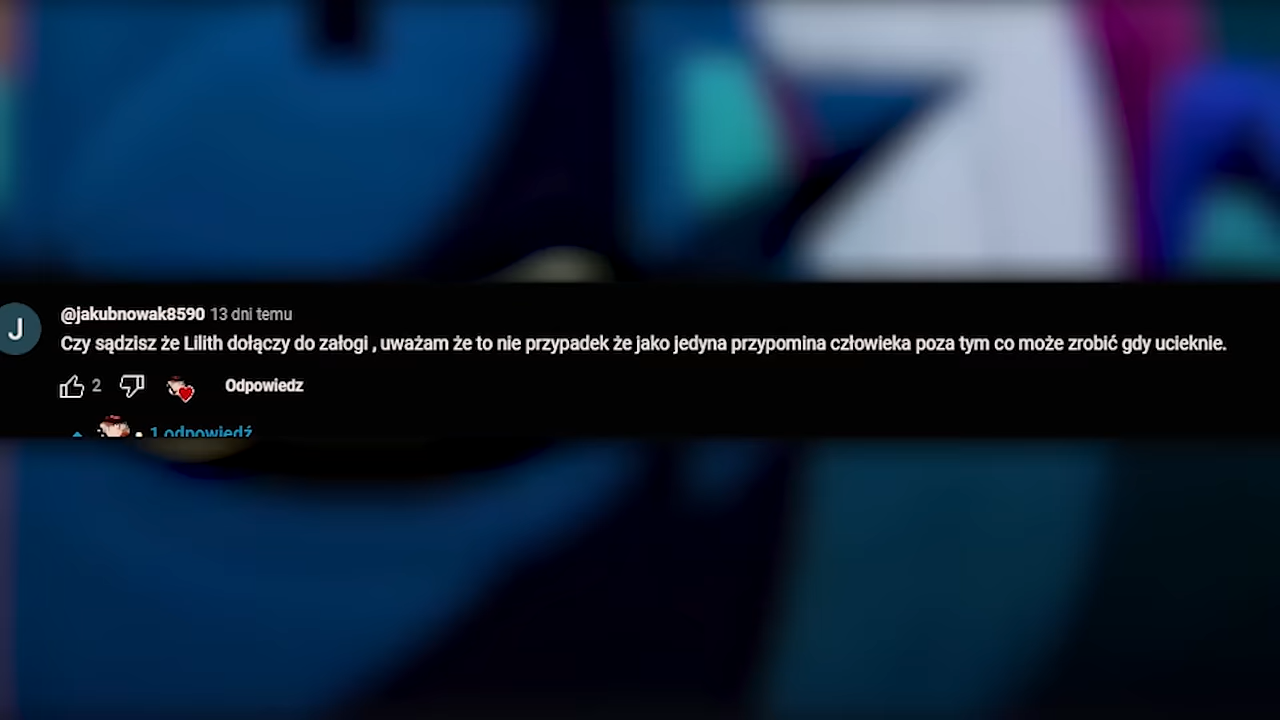 J
@jakubnowak8590 13 dni temu
Czy sądzisz że Lilith dołączy do załogi , uważam że to nie przypadek że jako jedyna przypomina człowieka poza tym co może zrobić gdy ucieknie.
2 Odpowiedz
1 odpowiedź